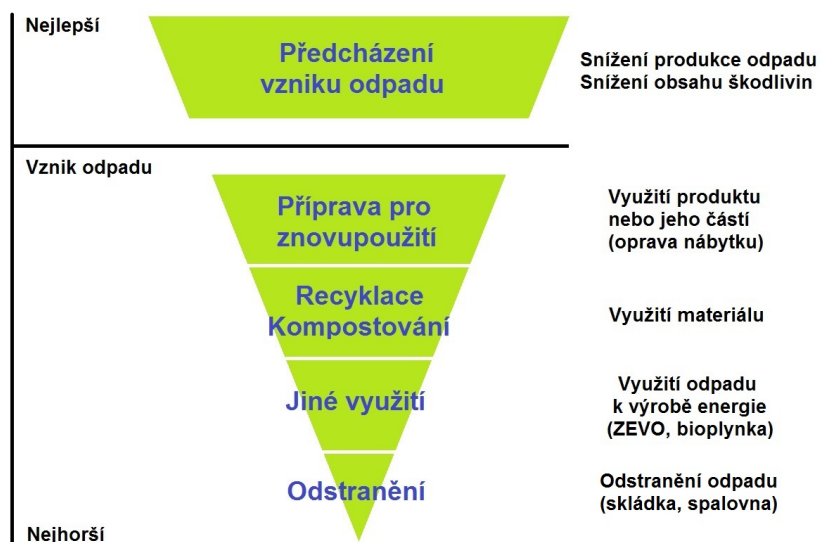 Nejlepší
Předcházení
vzniku odpadu
Snížení produkce odpadu
Snížení obsahu škodlivin
Vznik odpadu
Příprava pro
znovupoužití
Využití produktu
nebo jeho částí
(oprava nábytku)
Recyklace
Kompostování
Využití materiálu
Jiné využití
Využití odpadu
k výrobě energie
(ZEVO, bioplynka)
Odstranění
Odstranění odpadu
(skládka, spalovna)
Nejhorší